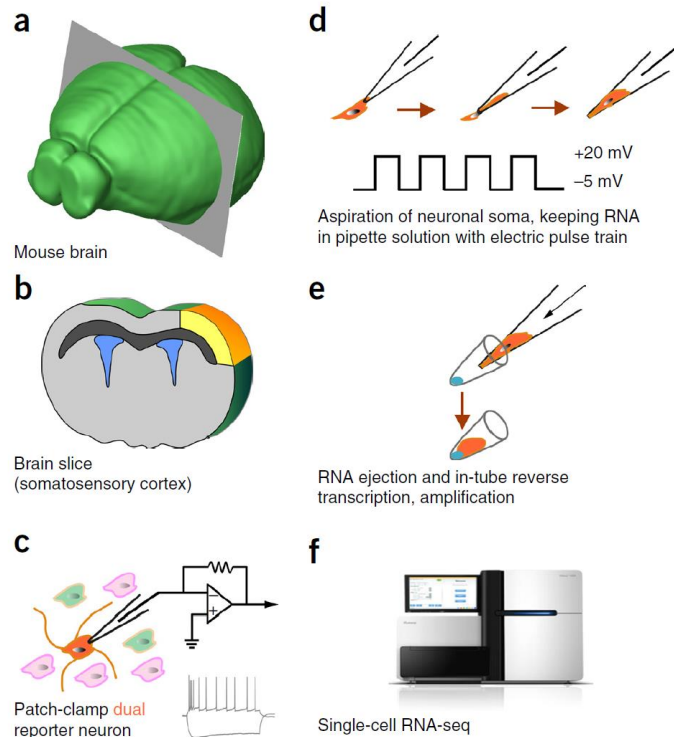 a
Mouse brain
b
Brain slice
(somatosensory cortex)
c
Patch-clamp dual
reporter neuron
d
+20 mV
–5 mV
Aspiration of neuronal soma, keeping RNA
in pipette solution with electric pulse train
e
RNA ejection and in-tube reverse
transcription, amplification
f
Single-cell RNA-seq